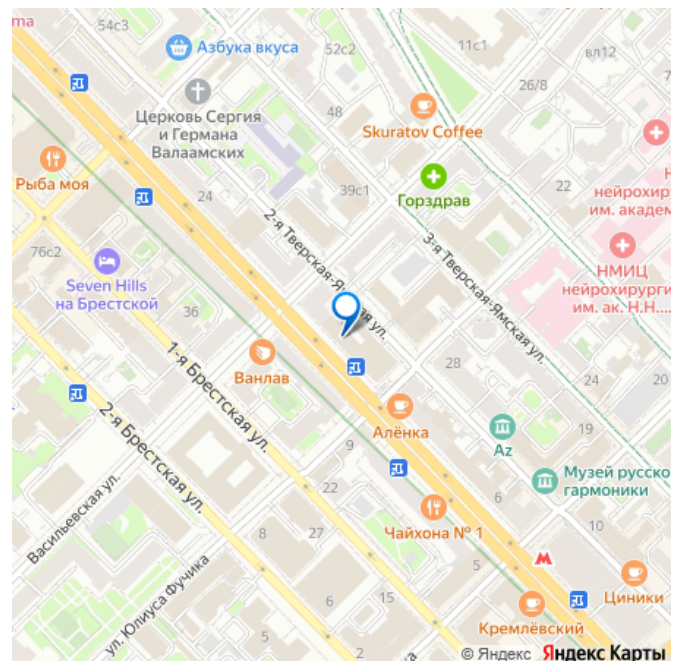 ma
54с3
Азбука вкуса
52с2
11с1
вл12
26/8
Церковь Сергия
и Германа
Валаамских
48
Skuratov Coffee
Рыба моя
24
39с1
Горздрав
22
нейрохир
им. академ
2-я Тверская-Ямская ул.
3-я Тверская-Ямская ул.
76с2
Seven Hills
на Брестской
36
НМИЦ
нейрохирурги
им. ак. Н.Н....
1-я Брестская ул.
Ванлав
28
24
20
2-я Брестская ул.
Алёнка
9
Az
19
Музей русско
гармоники
22
Васильевская ул.
Чайхона № 1
6
10
8
27
5
ул. Юлиуса Фучика
6
15
3
Циники
Кремлёвский
2
© Яндекс Яндекс Карты